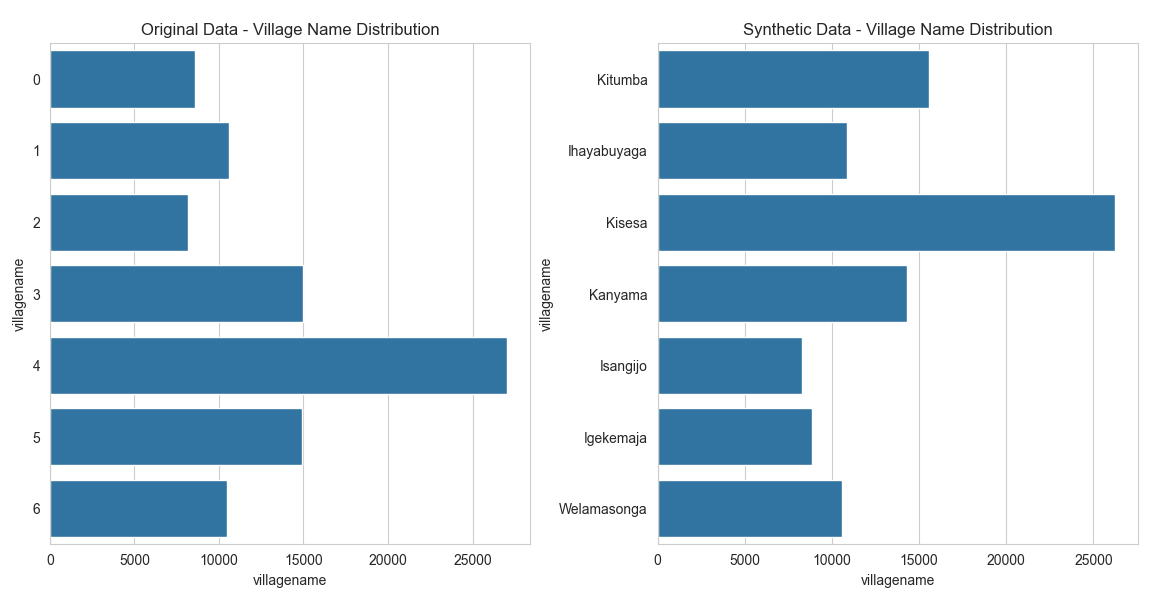 Original Data - Village Name Distribution
villagename
0
1
2
3
4
5
6
0 5000 10000 15000 20000 25000
villagename
Synthetic Data - Village Name Distribution
villagename
Kitumba
Ihayabuyaga
Kisesa
Kanyama
Isangijo
Igekemaja
Welamasonga
0 5000 10000 15000 20000 25000
villagename